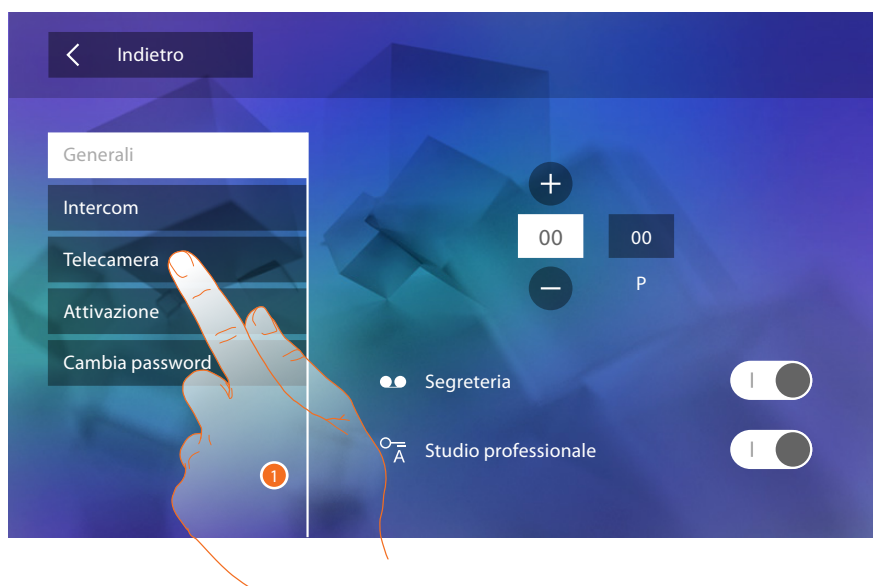 Indietro
Generali
Intercom
Telecamera
Attivazione
Cambia password
+
00 00
– P
Segreteria
A Studio professionale
1